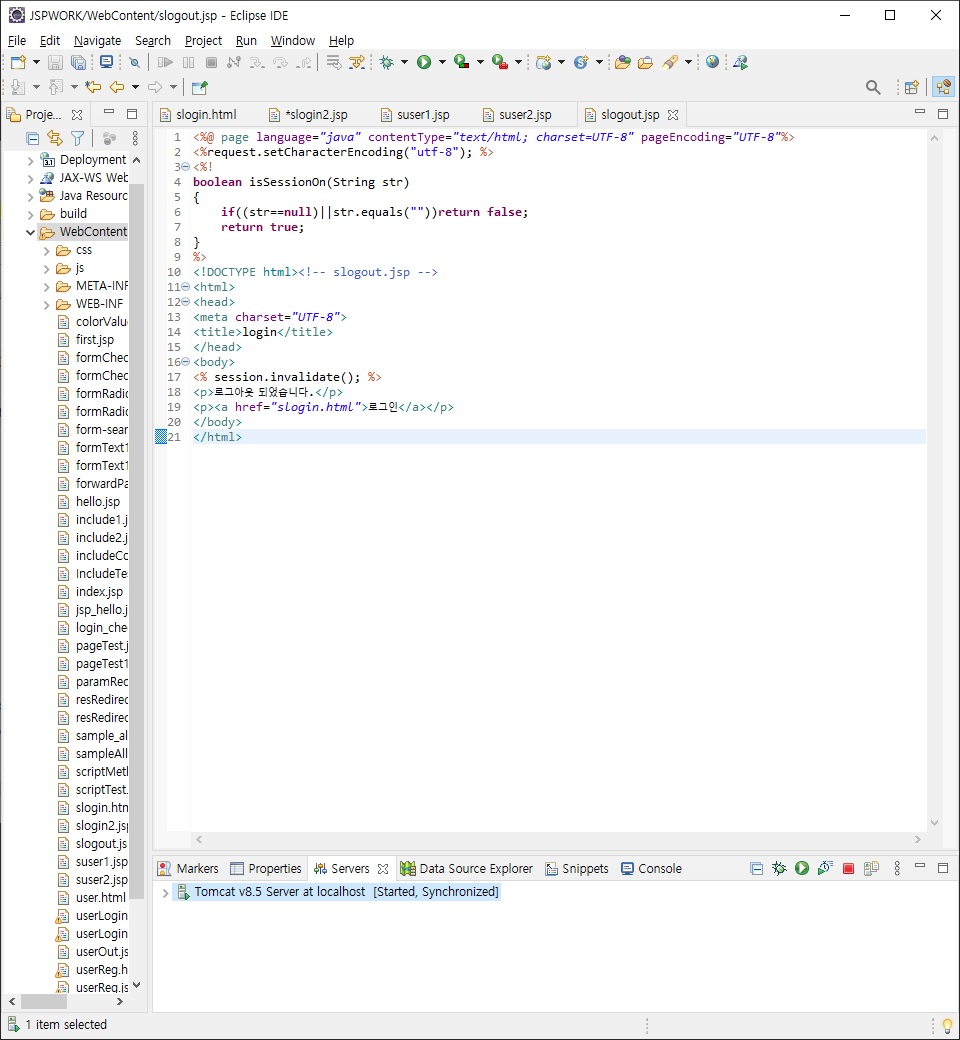 JSPWORK/WebContent/slogout.jsp - Eclipse IDE
File Edit Navigate Search Project Run Window Help
Proje...
slogin.html *slogin2.jsp suser1.jsp suser2.jsp slogout.jsp
Deployment
JAX-WS Web
Java Resourc
build
WebContent
css
js
META-INF
WEB-INF
colorValu
first.jsp
formChec
formChec
formRadio
formRadio
form-sear
formText1
formText1
forwardPa
hello.jsp
include1.j
include2.j
includeCo
IncludeTe
index.jsp
jsp_hello.j
login_che
pageTest.j
pageTest1
paramRec
resRedirec
resRedirec
sample_al
sampleAll
scriptMetl
scriptTest.
slogin.htn
slogin2.jsp
slogout.js
suser1.jsp
suser2.jsp
user.html
userLogin
userLogin
userOut.js
userReg.h
userReg.js
1 <%@ page language="java" contentType="text/html; charset=UTF-8" pageEncoding="UTF-8"%>
2 <%request.setCharacterEncoding("utf-8"); %>
3 <%!
4 boolean isSessionOn(String str)
5 {
6 if((str==null)||str.equals(""))return false;
7 return true;
8 }
9 %>
10 <!DOCTYPE html><!-- slogout.jsp -->
11 <html>
12 <head>
13 <meta charset="UTF-8">
14 <title>login</title>
15 </head>
16 <body>
17 <% session.invalidate(); %>
18 <p>로그아웃 되었습니다.</p>
19 <p><a href="slogin.html">로그인</a></p>
20 </body>
21 </html>
Markers Properties Servers Data Source Explorer Snippets Console
Tomcat v8.5 Server at localhost [Started, Synchronized]
1 item selected